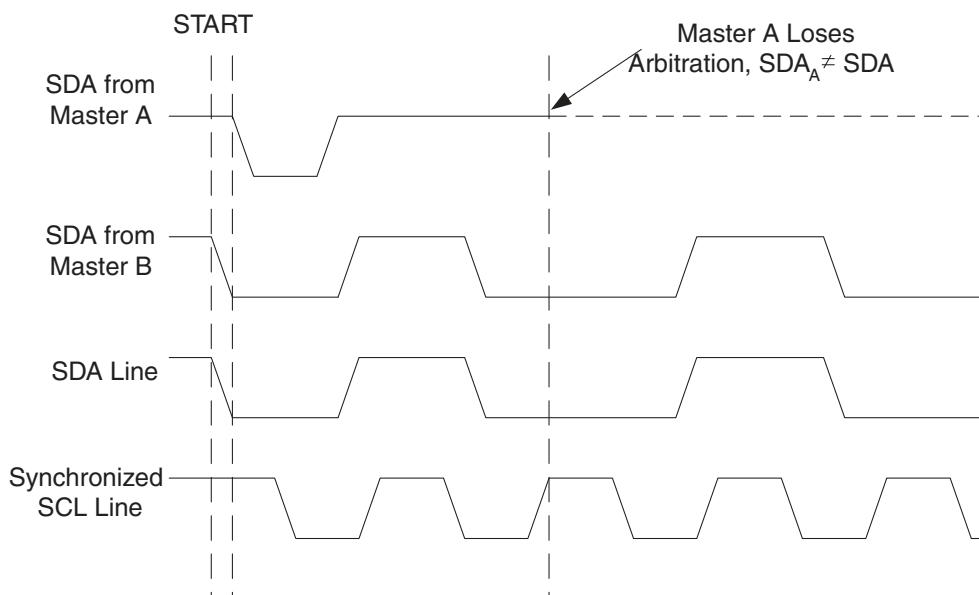 START
Master A Loses
Arbitration, SDA_A ≠ SDA
SDA from
Master A
SDA from
Master B
SDA Line
Synchronized
SCL Line